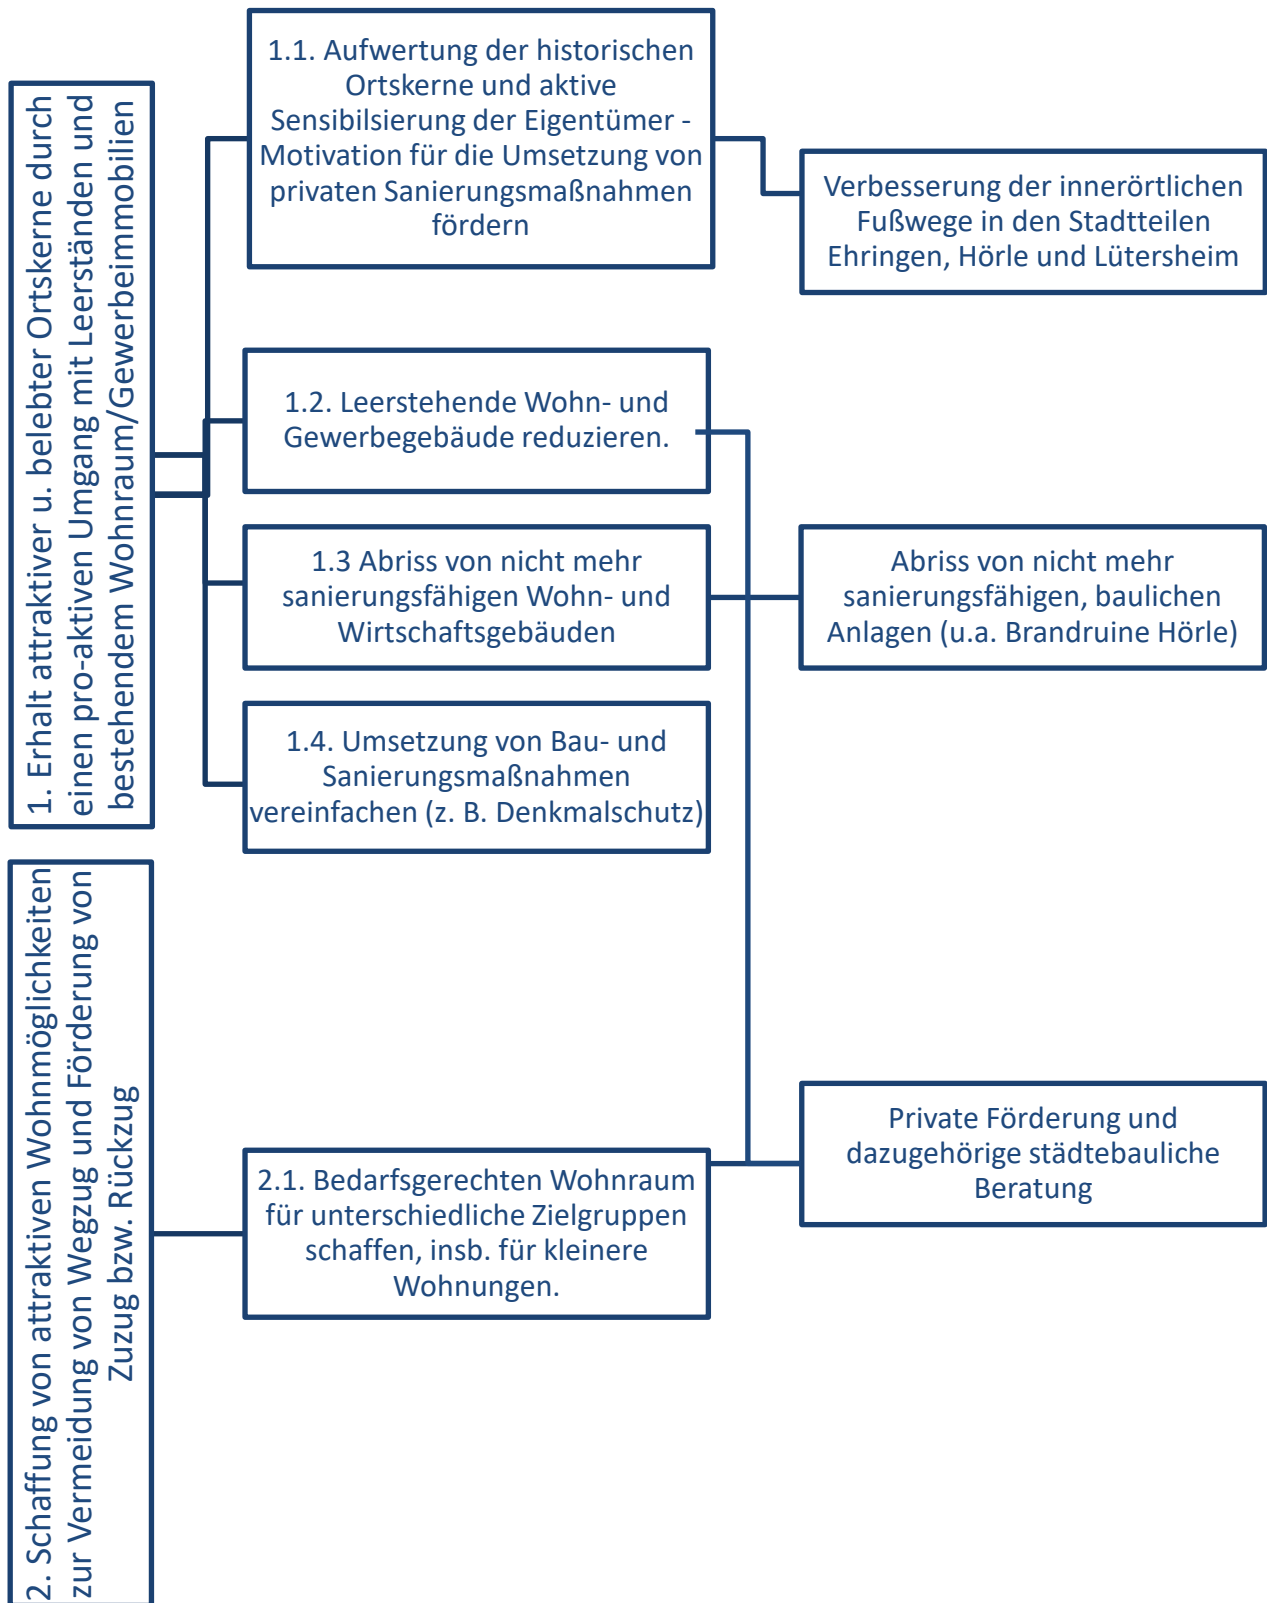 1. Erhalt attraktiver u. belebter Ortskerne durch
einen pro-aktiven Umgang mit Leerständen und
bestehendem Wohnraum/Gewerbeimmobilien
1.1. Aufwertung der historischen
Ortskerne und aktive
Sensibilsierung der Eigentümer -
Motivation für die Umsetzung von
privaten Sanierungsmaßnahmen
fördern
Verbesserung der innerörtlichen
Fußwege in den Stadtteilen
Ehringen, Hörle und Lütersheim
1.2. Leerstehende Wohn- und
Gewerbegebäude reduzieren.
1.3 Abriss von nicht mehr
sanierungsfähigen Wohn- und
Wirtschaftsgebäuden
Abriss von nicht mehr
sanierungsfähigen, baulichen
Anlagen (u.a. Brandruine Hörle)
1.4. Umsetzung von Bau- und
Sanierungsmaßnahmen
vereinfachen (z. B. Denkmalschutz)
2. Schaffung von attraktiven Wohnmöglichkeiten
zur Vermeidung von Wegzug und Förderung von
Zuzug bzw. Rückzug
2.1. Bedarfsgerechten Wohnraum
für unterschiedliche Zielgruppen
schaffen, insb. für kleinere
Wohnungen.
Private Förderung und
dazugehörige städtebauliche
Beratung